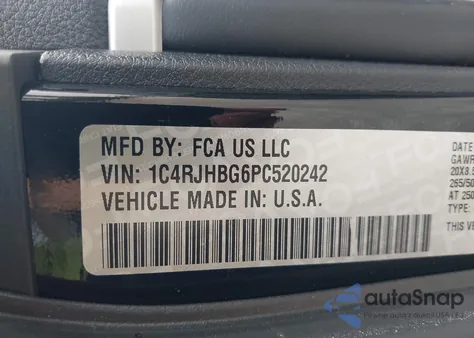 MFD BY: FCA US LLC
VIN: 1C4RJHBG6PC520242
VEHICLE MADE IN: U.S.A.
DATE
GAWR
20X8.5
265/50
AT 250
THIS VE
autoSnap